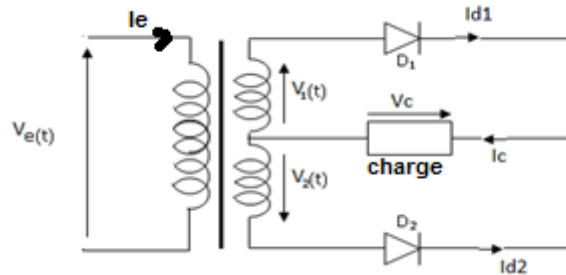 Ie
Id1
D1
V1(t)
Vc
Ve(t)
Ic
charge
V2(t)
D2
Id2